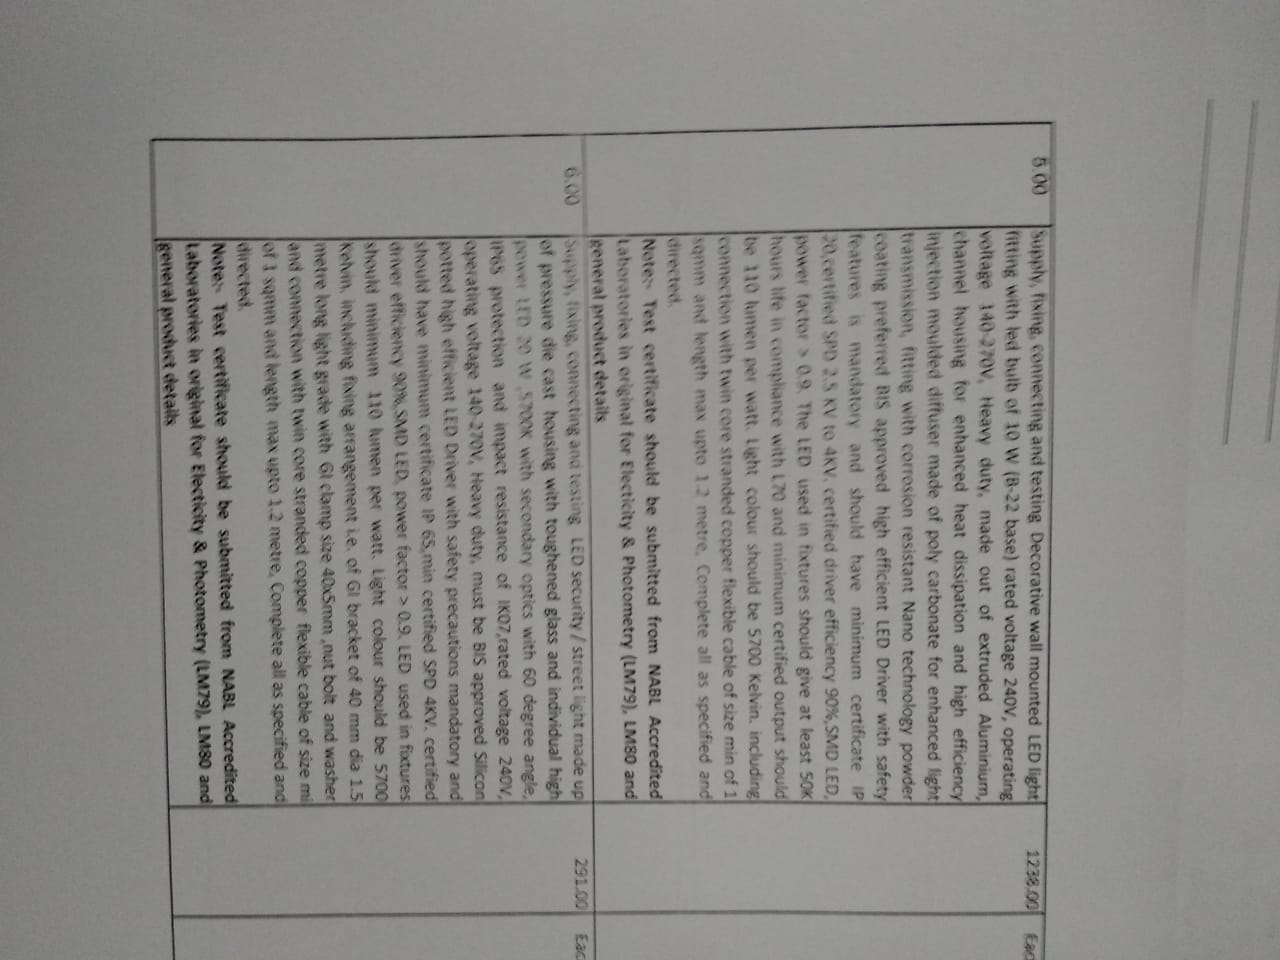 5.00 Supply, fixing, connecting and testing Decorative wall mounted LED light 1238.00
fitting with led bulb of 10 W (B-22 base) rated voltage 240V, operating
voltage 140-270V, Heavy duty, made out of extruded Aluminium,
channel housing for enhanced heat dissipation and high efficiency
injection moulded diffuser made of poly carbonate for enhanced light
transmission, fitting with corrosion resistant Nano technology powder
coating preferred BIS approved high efficient LED Driver with safety
features is mandatory and should have minimum certificate IP
20,certified SPD 2.5 KV to 4KV. certified driver efficiency 90%,SMD LED,
power factor > 0.9. The LED used in fixtures should give at least 50K
hours life in compliance with L70 and minimum certified output should
be 110 lumen per watt. Light colour should be 5700 Kelvin. including
connection with twin core stranded copper flexible cable of size min of 1
sqmm and length max upto 1.2 metre, Complete all as specified and
directed.
Note:- Test certificate should be submitted from NABL Accredited
Laboratories in original for Electicity & Photometry (LM79), LM80 and
general product details
6.00 Supply, fixing, connecting and testing LED security / street light made up 291.00
of pressure die cast housing with toughened glass and individual high
power LED 20 W ,5700K with secondary optics with 60 degree angle,
IP65 protection and impact resistance of IK07,rated voltage 240V,
operating voltage 140-270V, Heavy duty, must be BIS approved Silicon
potted high efficient LED Driver with safety precautions mandatory and
should have minimum certificate IP 65,min certified SPD 4KV. certified
driver efficiency 90%,SMD LED, power factor > 0.9. LED used in fixtures
should minimum 110 lumen per watt. Light colour should be 5700
Kelvin. including fixing arrangement i.e. of GI bracket of 40 mm dia 1.5
metre long light grade with GI clamp size 40x5mm ,nut bolt and washer
and connection with twin core stranded copper flexible cable of size mi
of 1 sqmm and length max upto 1.2 metre, Complete all as specified and
directed.
Note:- Test certificate should be submitted from NABL Accredited
Laboratories in original for Electicity & Photometry (LM79), LM80 and
general product details